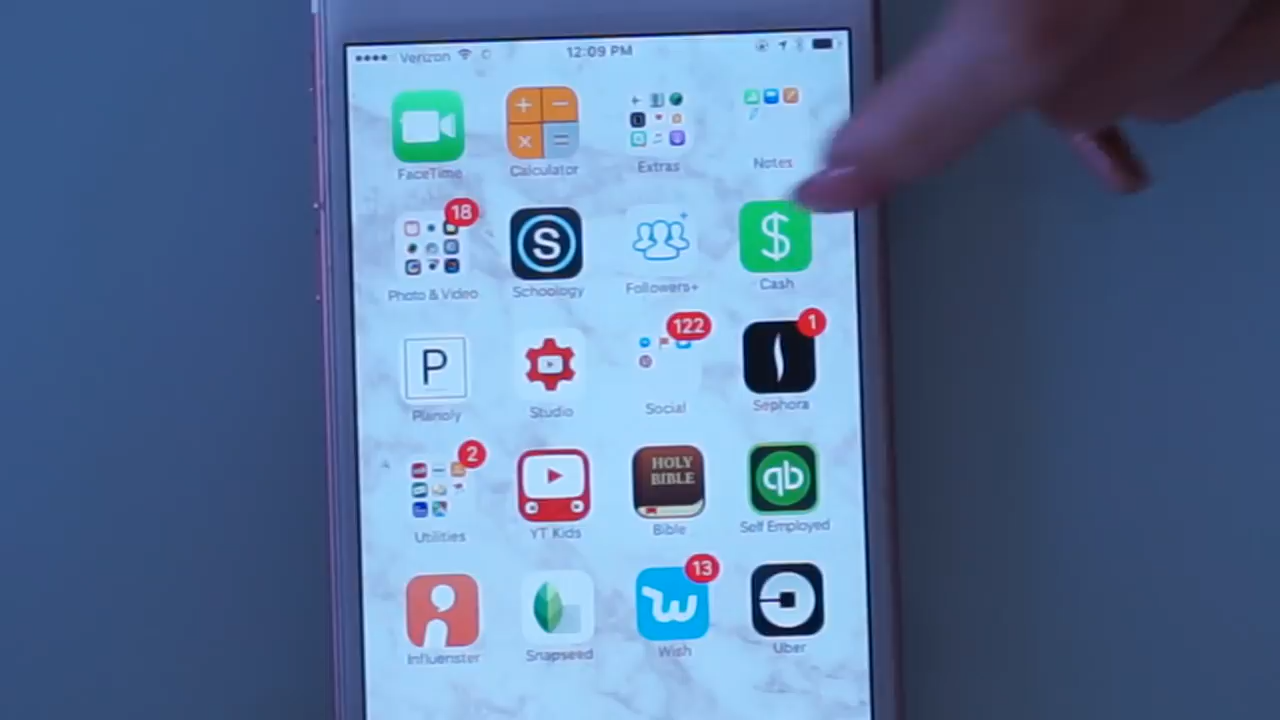 Verizon 12:09 PM
FaceTime Calculator Extras Notes
18
S $
Photo & Video Schoology Followers+ Cash
122 1
P
Planoly Studio Social Sephora
2
HOLY BIBLE qb
Utilities YT Kids Bible Self Employed
13
w
Influenster Snapseed Wish Uber